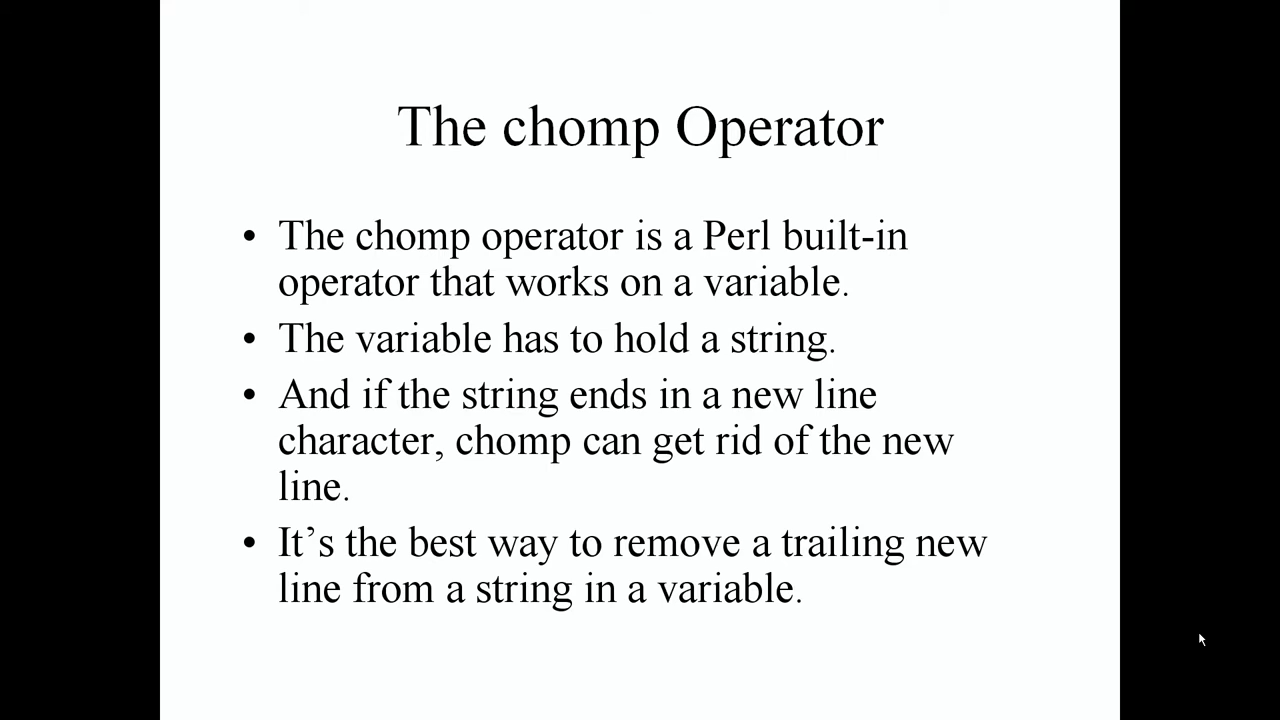 The chomp Operator
• The chomp operator is a Perl built-in
operator that works on a variable.
• The variable has to hold a string.
• And if the string ends in a new line
character, chomp can get rid of the new
line.
• It’s the best way to remove a trailing new
line from a string in a variable.